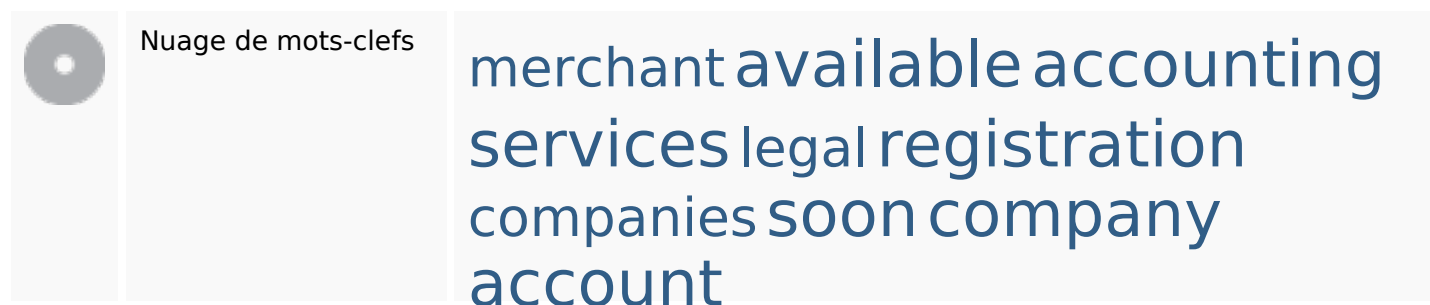 Nuage de mots-clefs
merchant available accounting
services legal registration
companies soon company
account